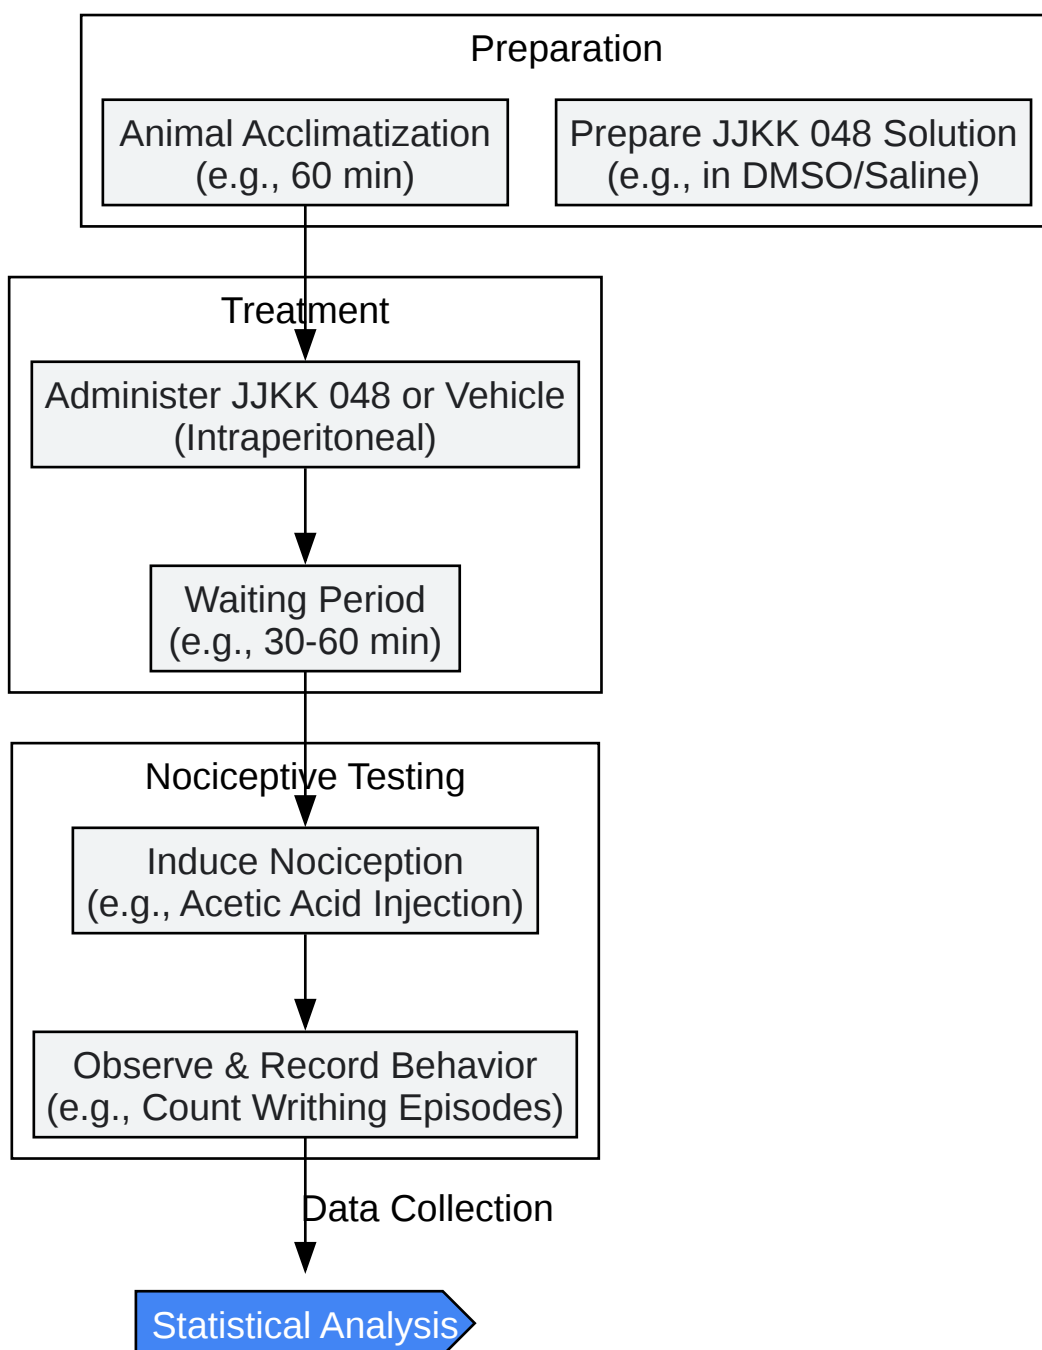 Preparation
Animal Acclimatization
(e.g., 60 min)
Prepare JJKK 048 Solution
(e.g., in DMSO/Saline)
Treatment
Administer JJKK 048 or Vehicle
(Intraperitoneal)
Waiting Period
(e.g., 30-60 min)
Nociceptive Testing
Induce Nociception
(e.g., Acetic Acid Injection)
Observe & Record Behavior
(e.g., Count Writhing Episodes)
Data Collection
Statistical Analysis